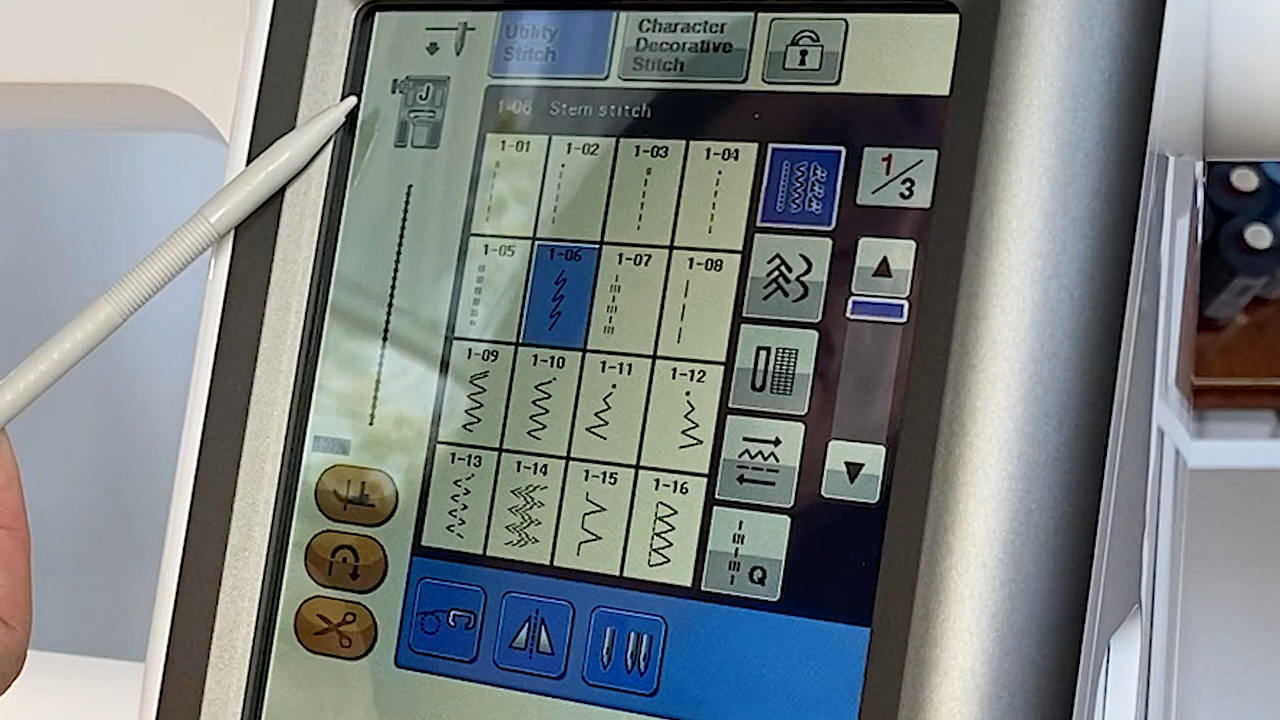 Utility
Stitch
Character
Decorative
Stitch
J
1-06 Stem stitch
1-01 1-02 1-03 1-04
1/3
1-05 1-06 1-07 1-08
1-09 1-10 1-11 1-12
1-13 1-14 1-15 1-16
Q